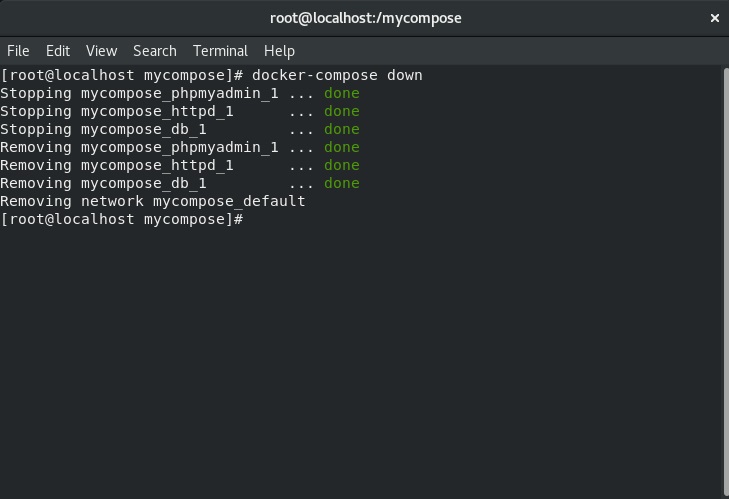 root@localhost:/mycompose
File Edit View Search Terminal Help
[root@localhost mycompose]# docker-compose down
Stopping mycompose_phpmyadmin_1 ... done
Stopping mycompose_httpd_1      ... done
Stopping mycompose_db_1         ... done
Removing mycompose_phpmyadmin_1 ... done
Removing mycompose_httpd_1      ... done
Removing mycompose_db_1         ... done
Removing network mycompose_default
[root@localhost mycompose]#